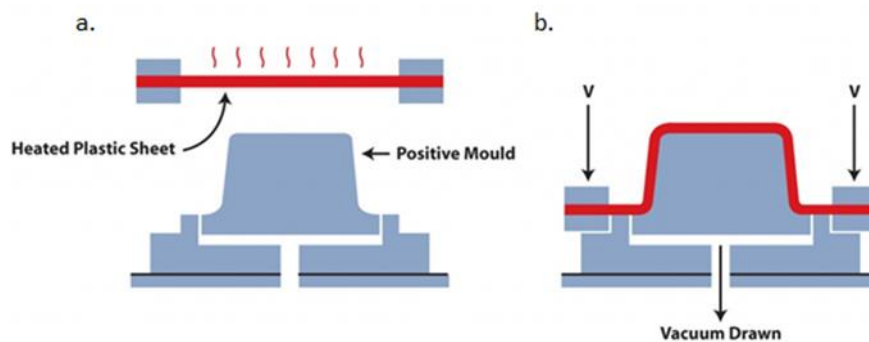 a.
b.
V
V
Heated Plastic Sheet
Positive Mould
Vacuum Drawn